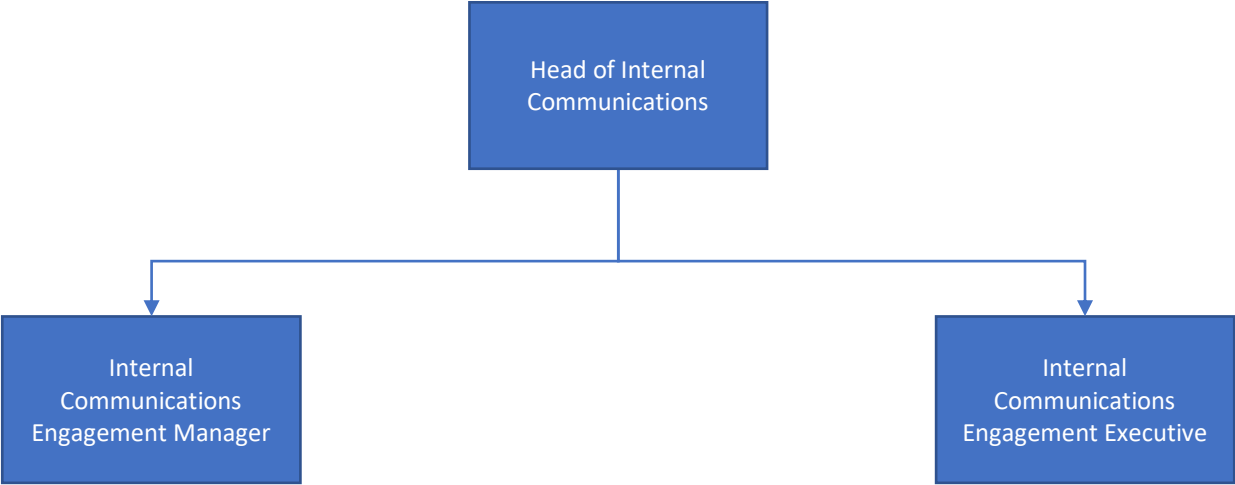 Head of Internal
Communications
Internal
Communications
Engagement Manager
Internal
Communications
Engagement Executive